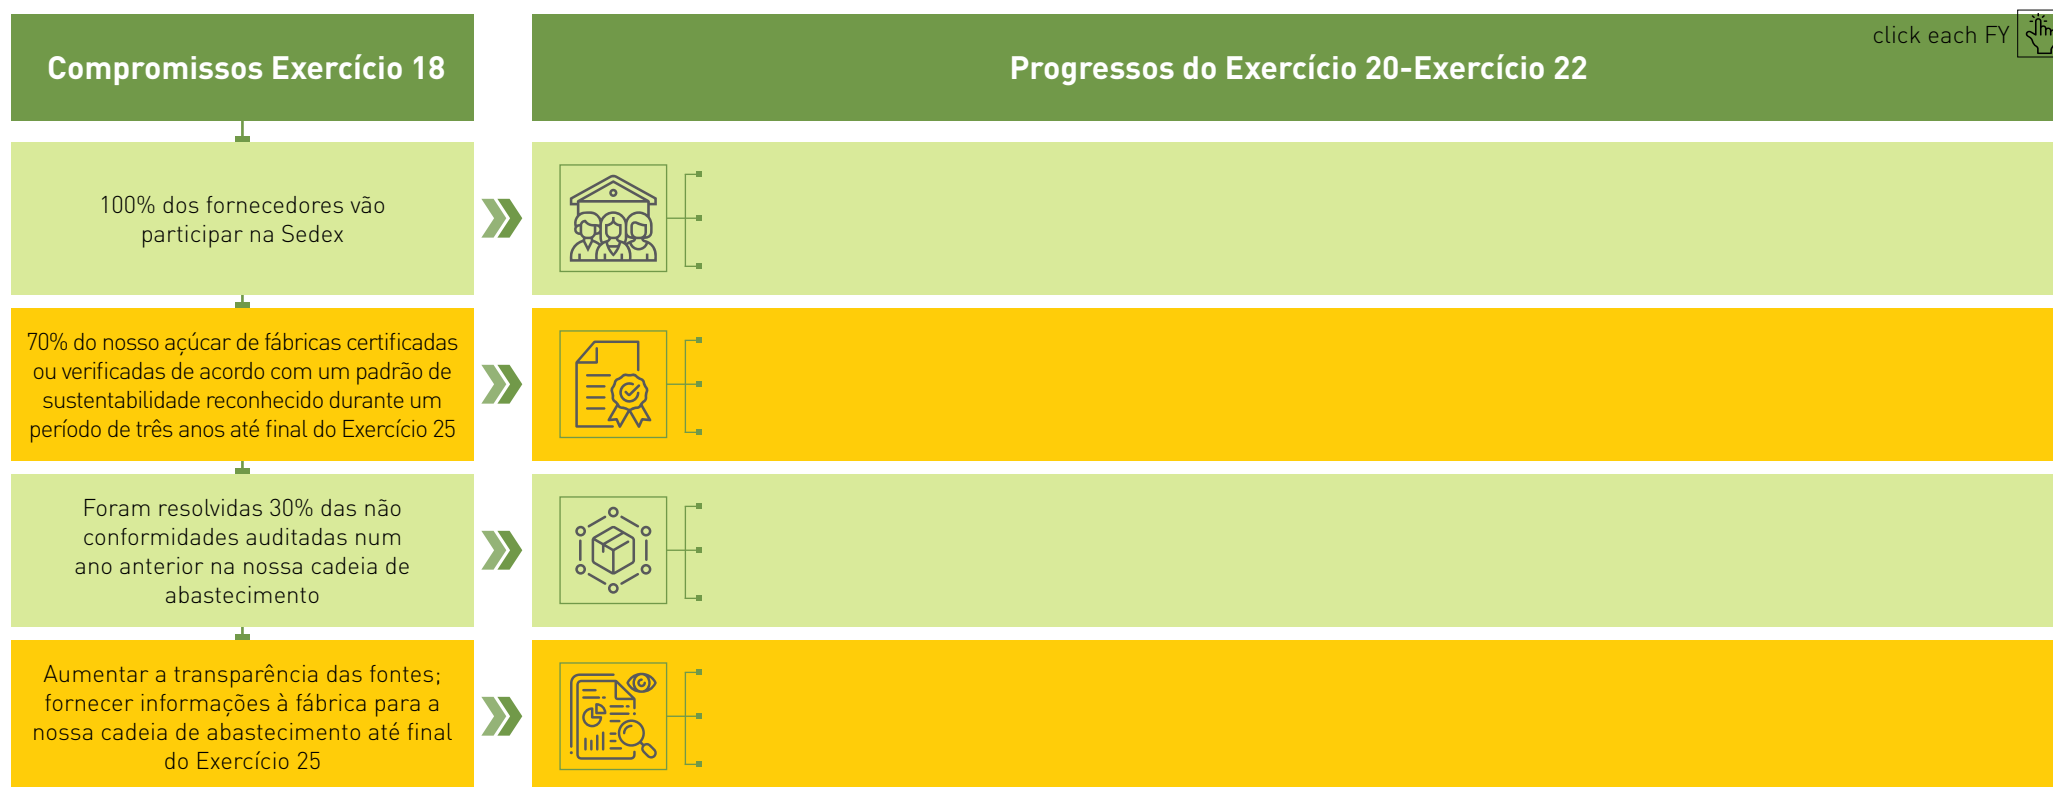 Compromissos Exercício 18
Progressos do Exercício 20-Exercício 22
click each FY
100% dos fornecedores vão
participar na Sedex
70% do nosso açúcar de fábricas certificadas
ou verificadas de acordo com um padrão de
sustentabilidade reconhecido durante um
período de três anos até final do Exercício 25
Foram resolvidas 30% das não
conformidades auditadas num
ano anterior na nossa cadeia de
abastecimento
Aumentar a transparência das fontes;
fornecer informações à fábrica para a
nossa cadeia de abastecimento até final
do Exercício 25